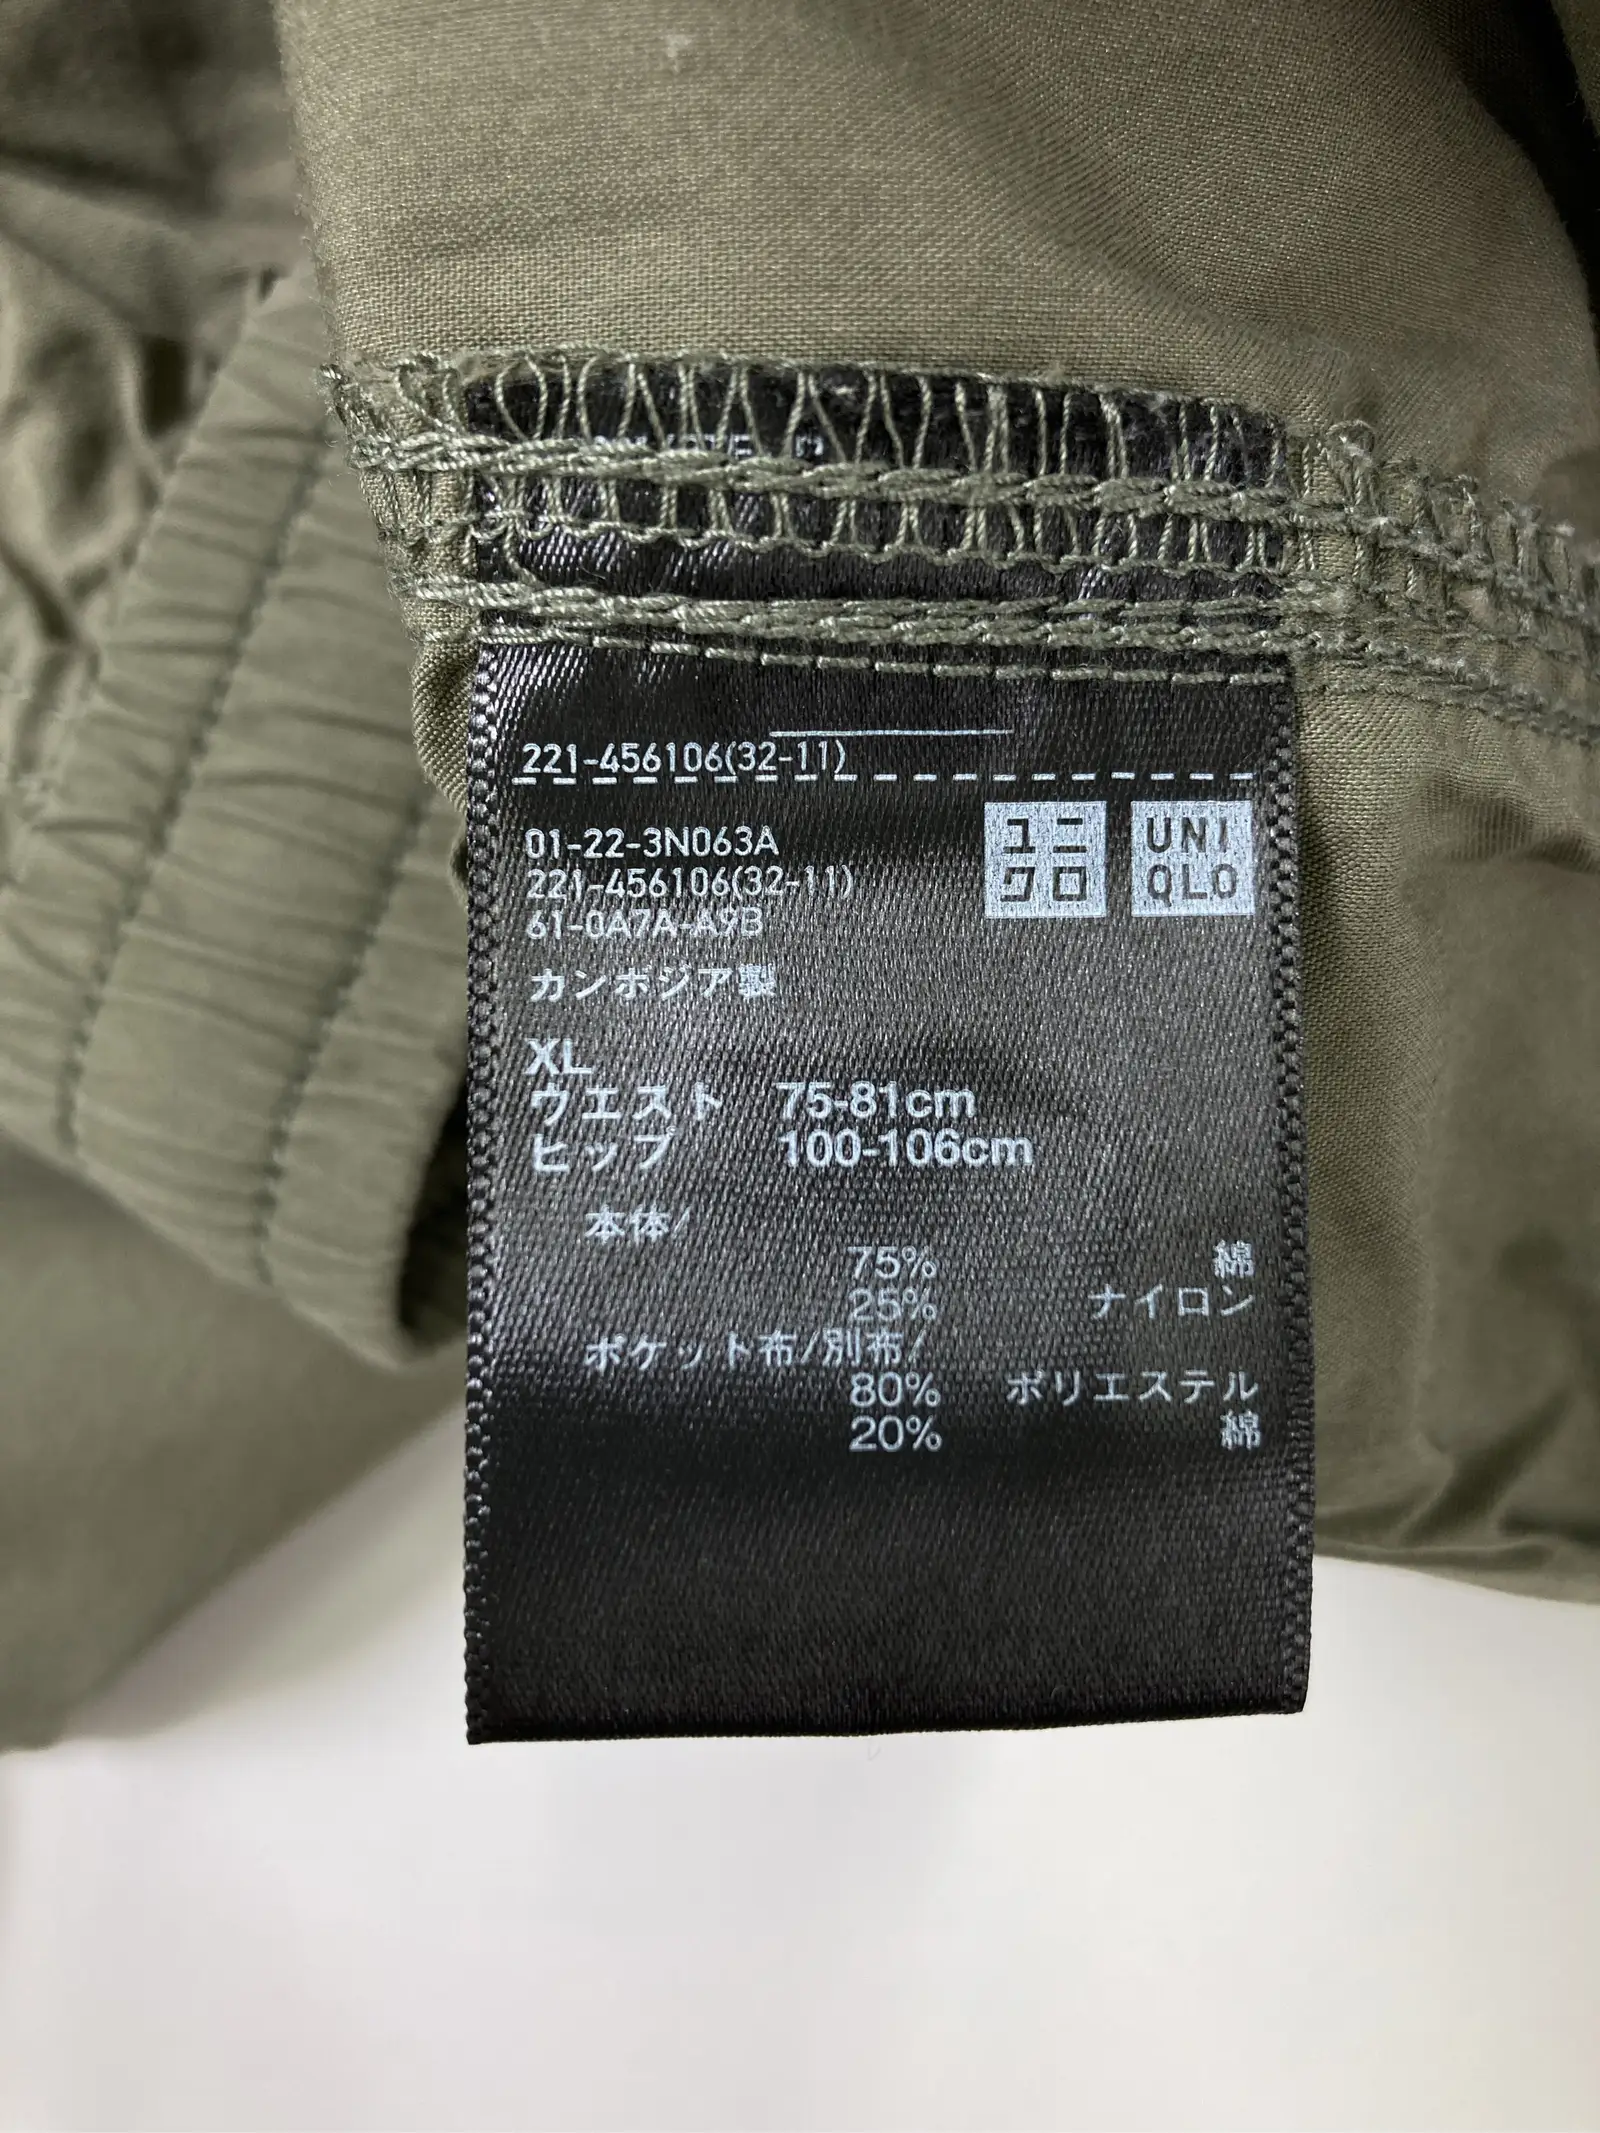 221-456106(32-11)
01-22-3N063A
221-456106(32-11)
61-0A7A-A9B
ユニ
クロ
UNI
QLO
カンボジア製
XL
ウエスト 75-81cm
ヒップ 100-106cm
本体/
75% 綿
25% ナイロン
ポケット布/別布/
80% ポリエステル
20% 綿